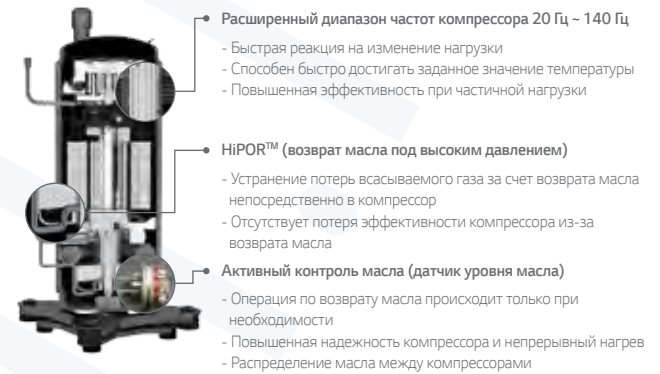 Расширенный диапазон частот компрессора 20 Гц ~ 140 Гц
- Быстрая реакция на изменение нагрузки
- Способен быстро достигать заданное значение температуры
- Повышенная эффективность при частичной нагрузки
HiPOR™ (возврат масла под высоким давлением)
- Устранение потерь всасываемого газа за счет возврата масла
непосредственно в компрессор
- Отсутствует потеря эффективности компрессора из-за
возврата масла
Активный контроль масла (датчик уровня масла)
- Операция по возврату масла происходит только при
необходимости
- Повышенная надежность компрессора и непрерывный нагрев
- Распределение масла между компрессорами